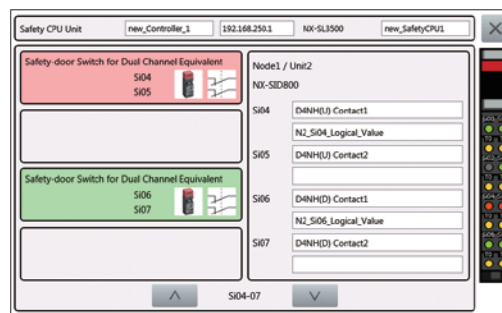 Safety CPU Unit new_Controller_1 192.168.250.1 NX-SL3500 new_SafetyCPU1
Safety-door Switch for Dual Channel Equivalent
Si04
Si05
Safety-door Switch for Dual Channel Equivalent
Si06
Si07
Node1 / Unit2
NX-SID800
Si04 D4NH(U) Contact1
N2_Si04_Logical_Value
Si05 D4NH(U) Contact2
Si06 D4NH(D) Contact1
N2_Si06_Logical_Value
Si07 D4NH(D) Contact2
Si04-07